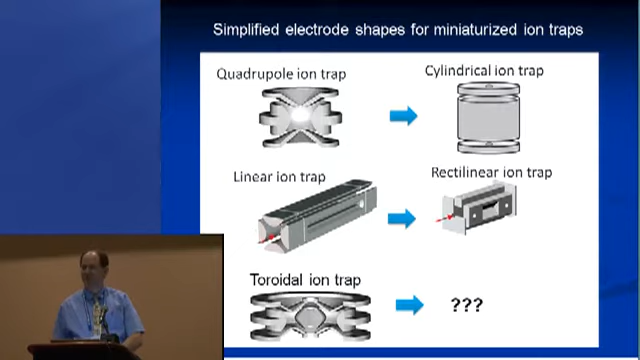 Simplified electrode shapes for miniaturized ion traps
Quadrupole ion trap
Cylindrical ion trap
Linear ion trap
Rectilinear ion trap
Toroidal ion trap
???